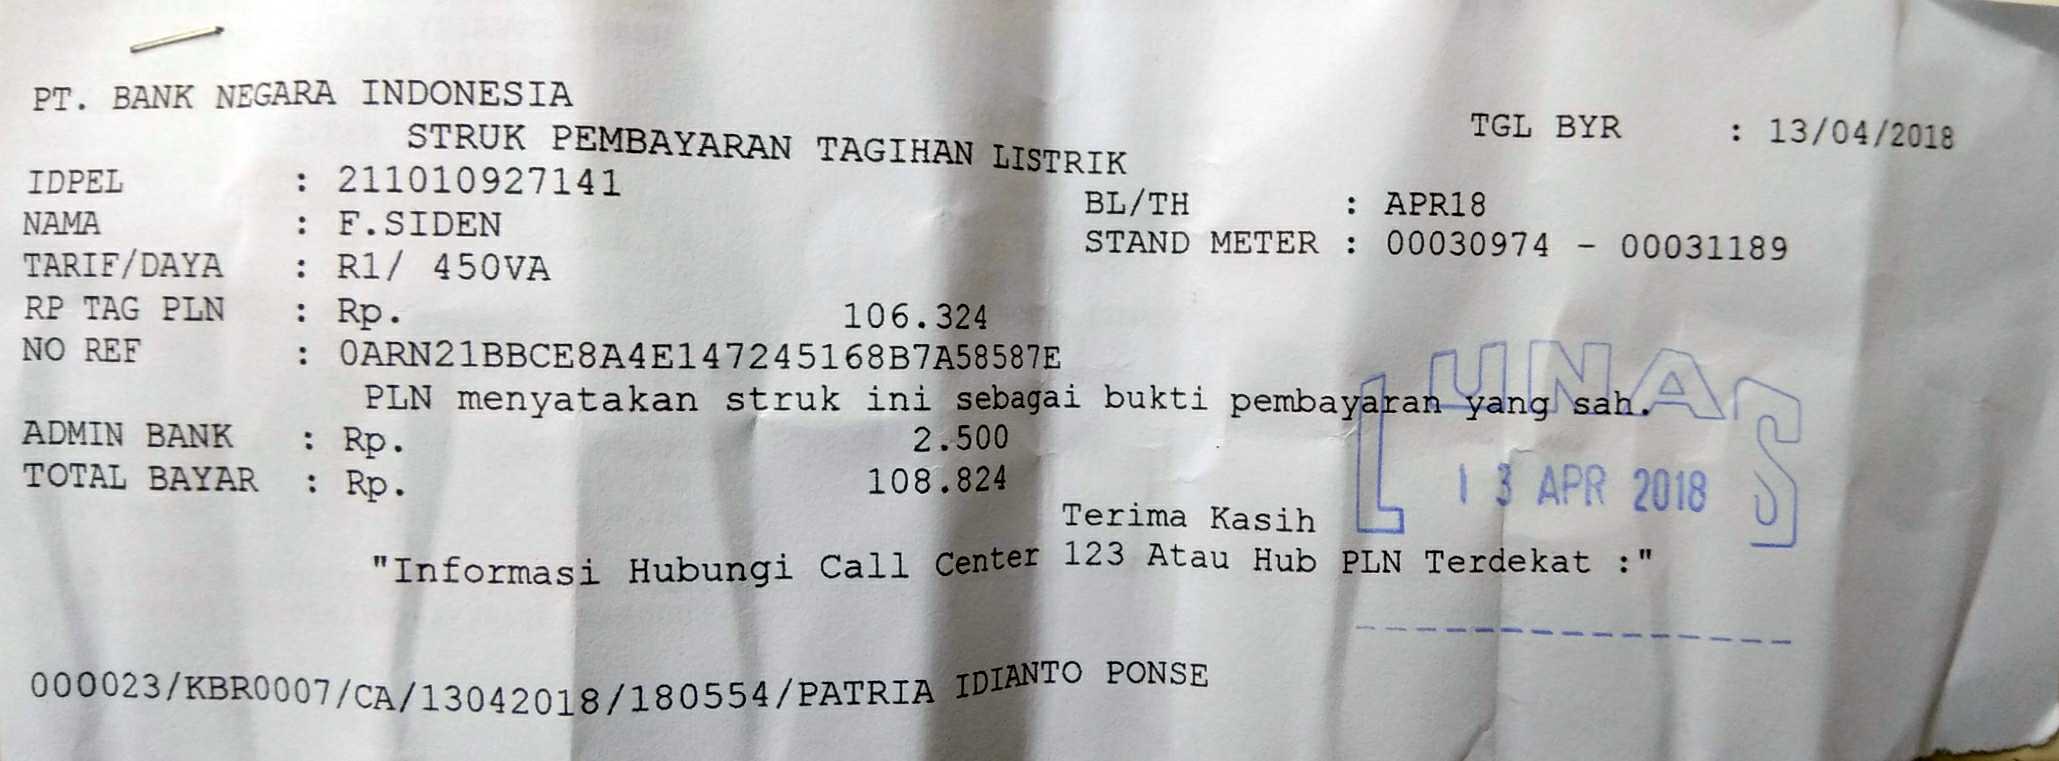 PT. BANK NEGARA INDONESIA
TGL BYR : 13/04/2018
STRUK PEMBAYARAN TAGIHAN LISTRIK
IDPEL : 211010927141
BL/TH : APR18
NAMA : F.SIDEN
STAND METER : 00030974 - 00031189
TARIF/DAYA : R1/ 450VA
RP TAG PLN : Rp. 106.324
NO REF : 0ARN21BBCE8A4E147245168B7A58587E
PLN menyatakan struk ini sebagai bukti pembayaran yang sah.
ADMIN BANK : Rp. 2.500
TOTAL BAYAR : Rp. 108.824
LUNAS
13 APR 2018
Terima Kasih
"Informasi Hubungi Call Center 123 Atau Hub PLN Terdekat :"
000023/KBR0007/CA/13042018/180554/PATRIA IDIANTO PONSE